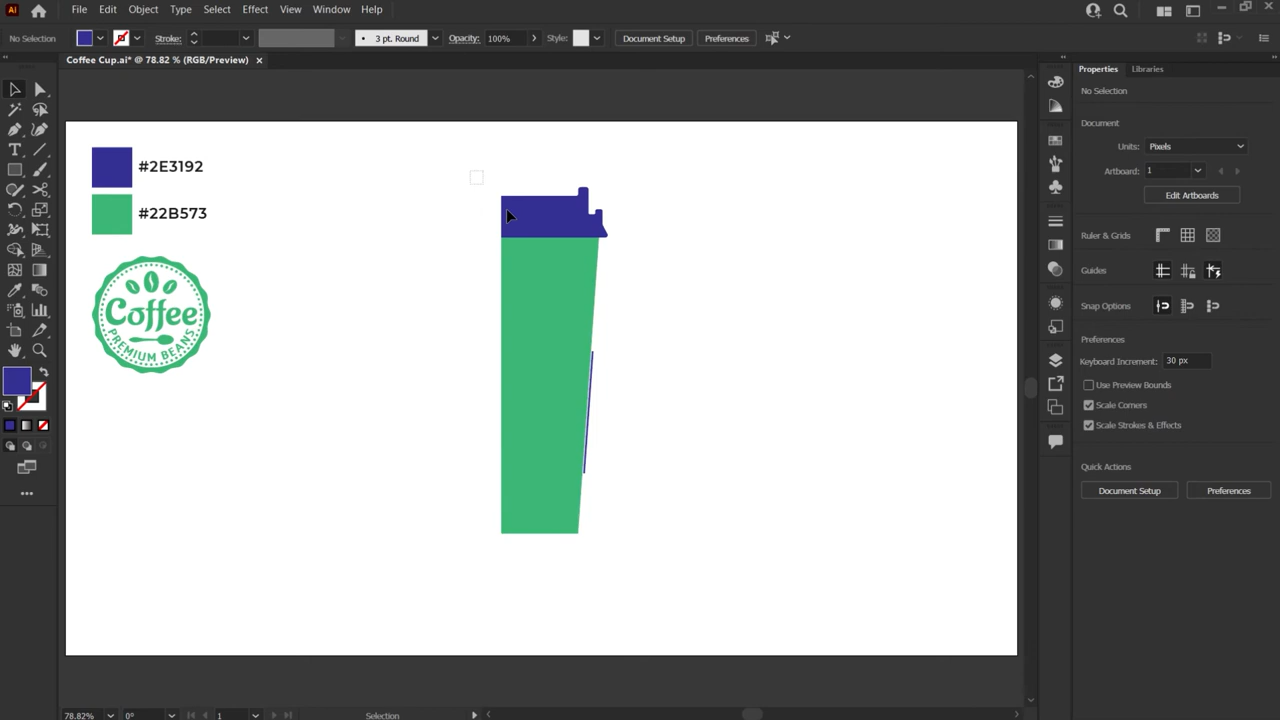 Ai
File Edit Object Type Select Effect View Window Help
No Selection
Stroke:
3 pt. Round
Opacity: 100%
Style:
Document Setup
Preferences
Coffee Cup.ai* @ 78.82 % (RGB/Preview) ×
#2E3192
#22B573
Coffee
PREMIUM BEANS
Properties Libraries
No Selection
Document
Units: Pixels
Artboard: 1
Edit Artboards
Ruler & Grids
Guides
Snap Options
Preferences
Keyboard Increment: 30 px
Use Preview Bounds
Scale Corners
Scale Strokes & Effects
Quick Actions
Document Setup Preferences
78.82% 0° 1 Selection